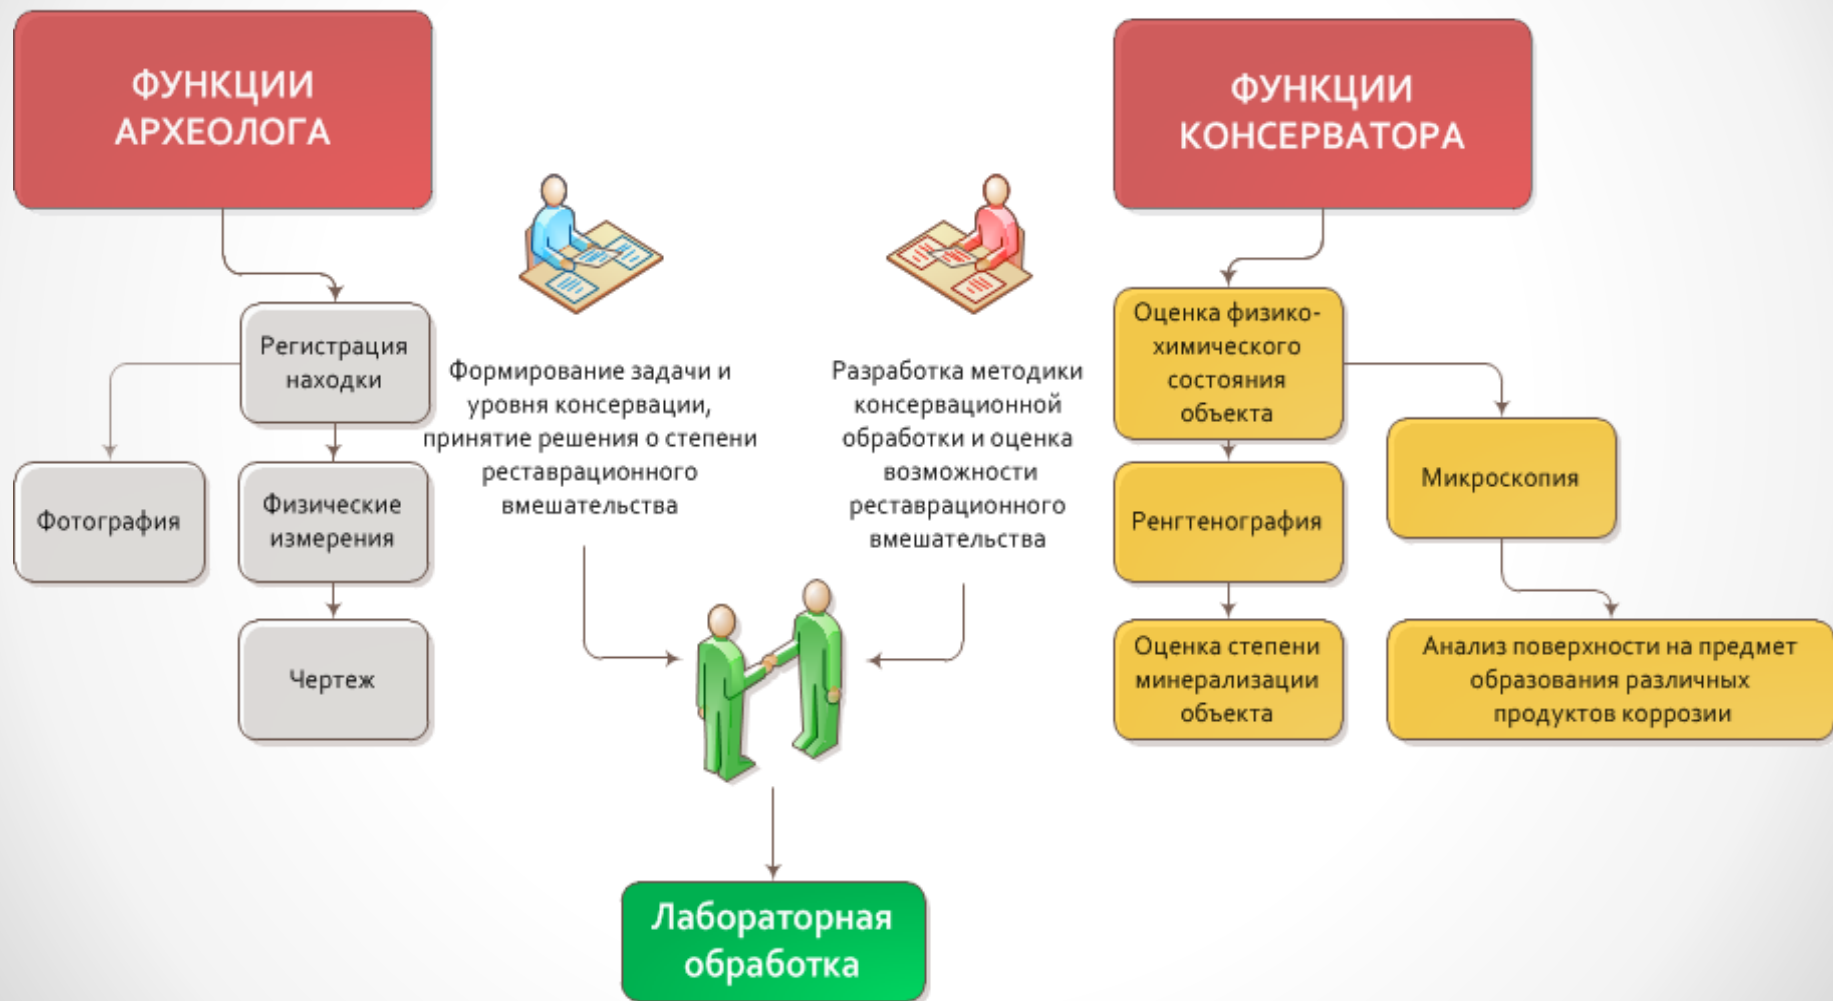 ФУНКЦИИ
АРХЕОЛОГА
ФУНКЦИИ
КОНСЕРВАТОРА
Регистрация
находки
Фотография
Физические
измерения
Чертеж
Формирование задачи и
уровня консервации,
принятие решения о степени
реставрационного
вмешательства
Разработка методики
консервационной
обработки и оценка
возможности
реставрационного
вмешательства
Оценка физико-
химического
состояния
объекта
Микроскопия
Ренгтенография
Оценка степени
минерализации
объекта
Анализ поверхности на предмет
образования различных
продуктов коррозии
Лабораторная
обработка